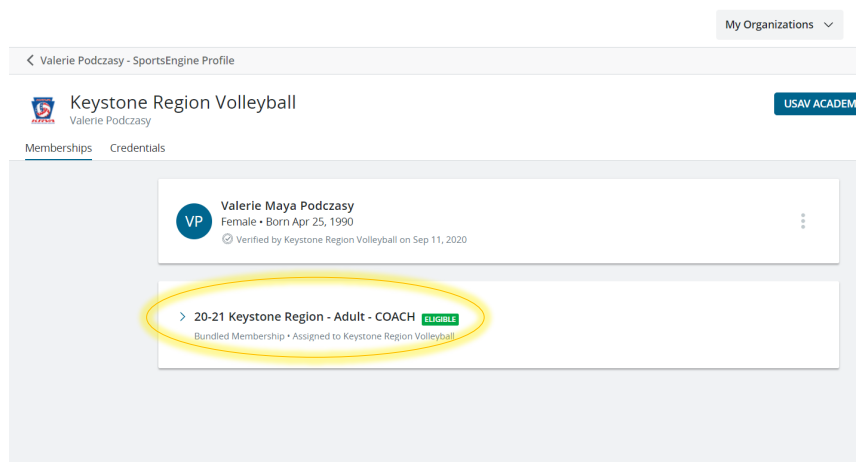 My Organizations
Valerie Podczasy - SportsEngine Profile
Keystone Region Volleyball
Valerie Podczasy
USAV ACADEM
Memberships Credentials
VP
Valerie Maya Podczasy
Female • Born Apr 25, 1990
Verified by Keystone Region Volleyball on Sep 11, 2020
20-21 Keystone Region - Adult - COACH ELIGIBLE
Bundled Membership • Assigned to Keystone Region Volleyball